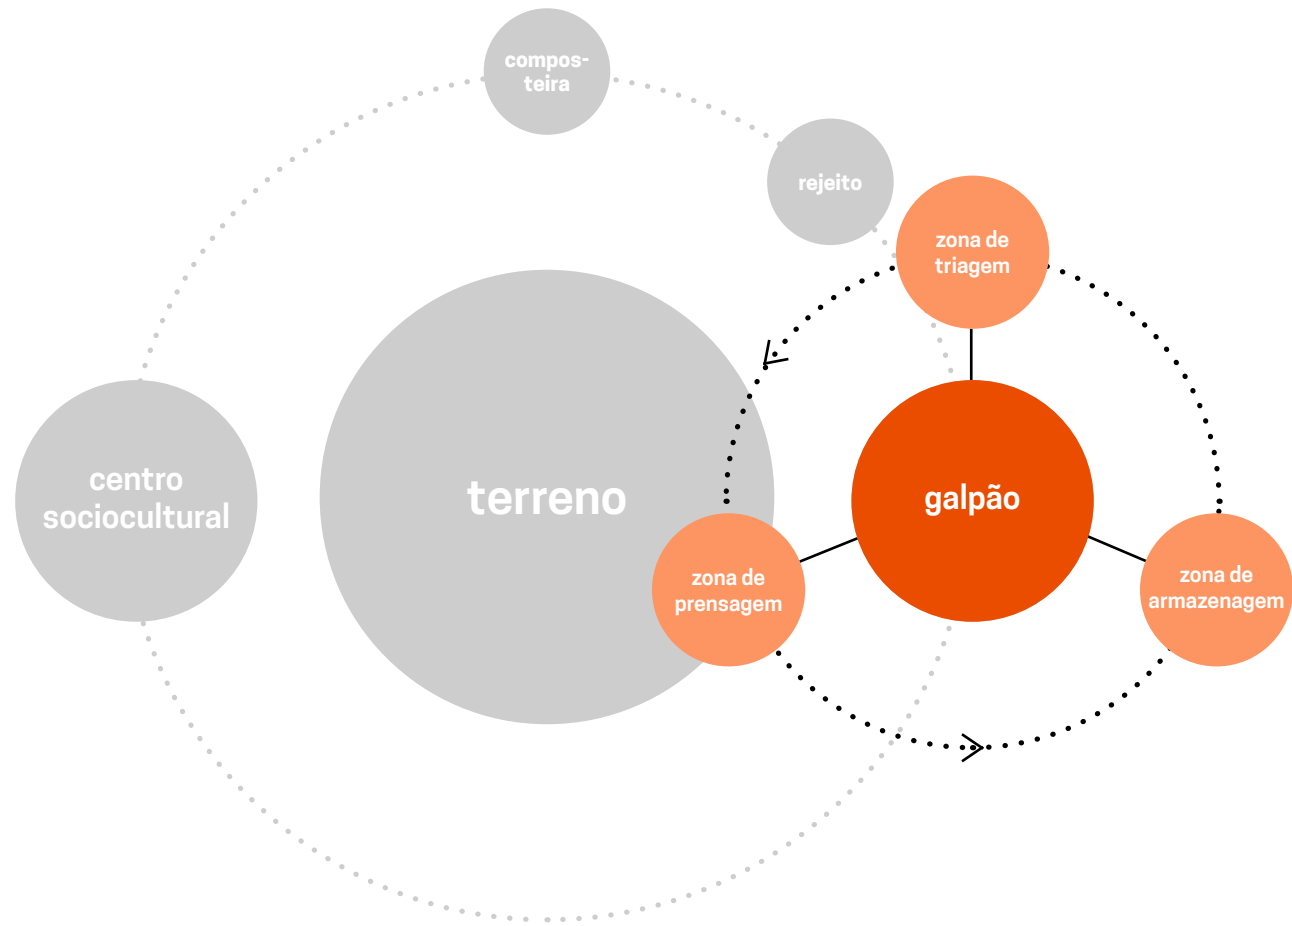 compos-
teira
rejeito
zona de
triagem
centro
sociocultural
terreno
galpão
zona de
prensagem
zona de
armazenagem